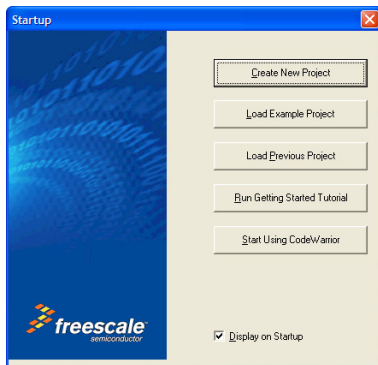 Startup
Create New Project
Load Example Project
Load Previous Project
Run Getting Started Tutorial
Start Using CodeWarrior
freescale
semiconductor
Display on Startup